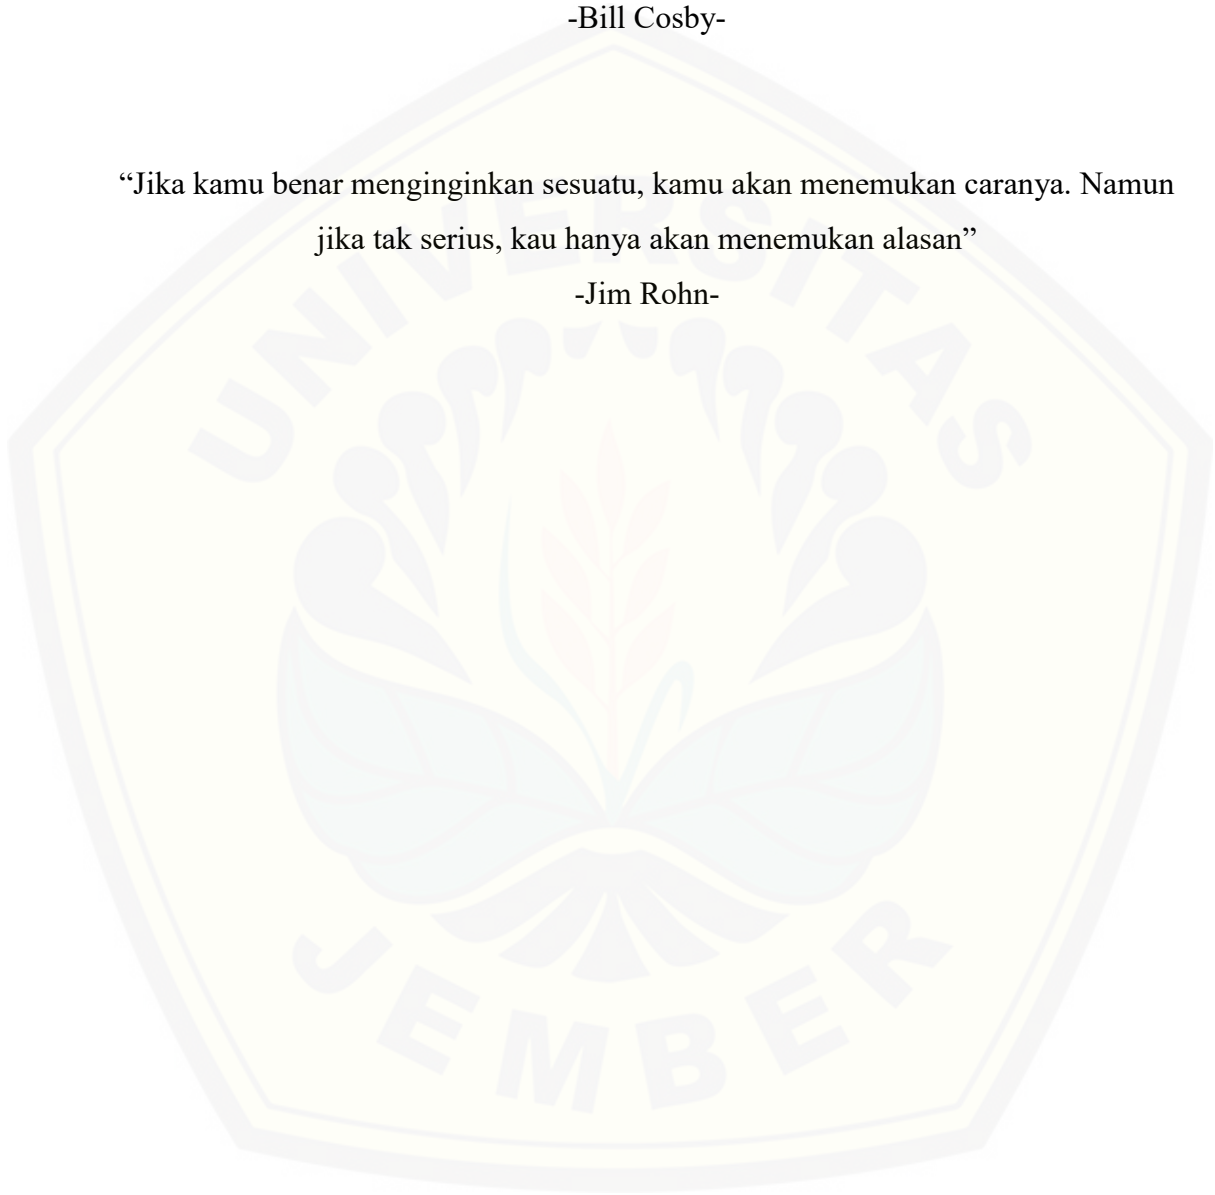 -Bill Cosby-
“Jika kamu benar menginginkan sesuatu, kamu akan menemukan caranya. Namun
jika tak serius, kau hanya akan menemukan alasan”
-Jim Rohn-
UNIVERSITAS
JEMBER